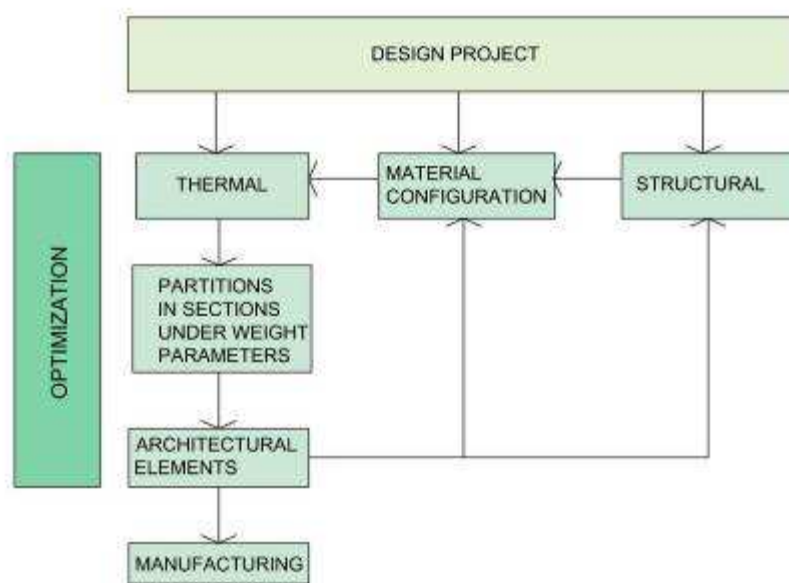 DESIGN PROJECT
THERMAL
MATERIAL
CONFIGURATION
STRUCTURAL
OPTIMIZATION
PARTITIONS
IN SECTIONS
UNDER WEIGHT
PARAMETERS
ARCHITECTURAL
ELEMENTS
MANUFACTURING